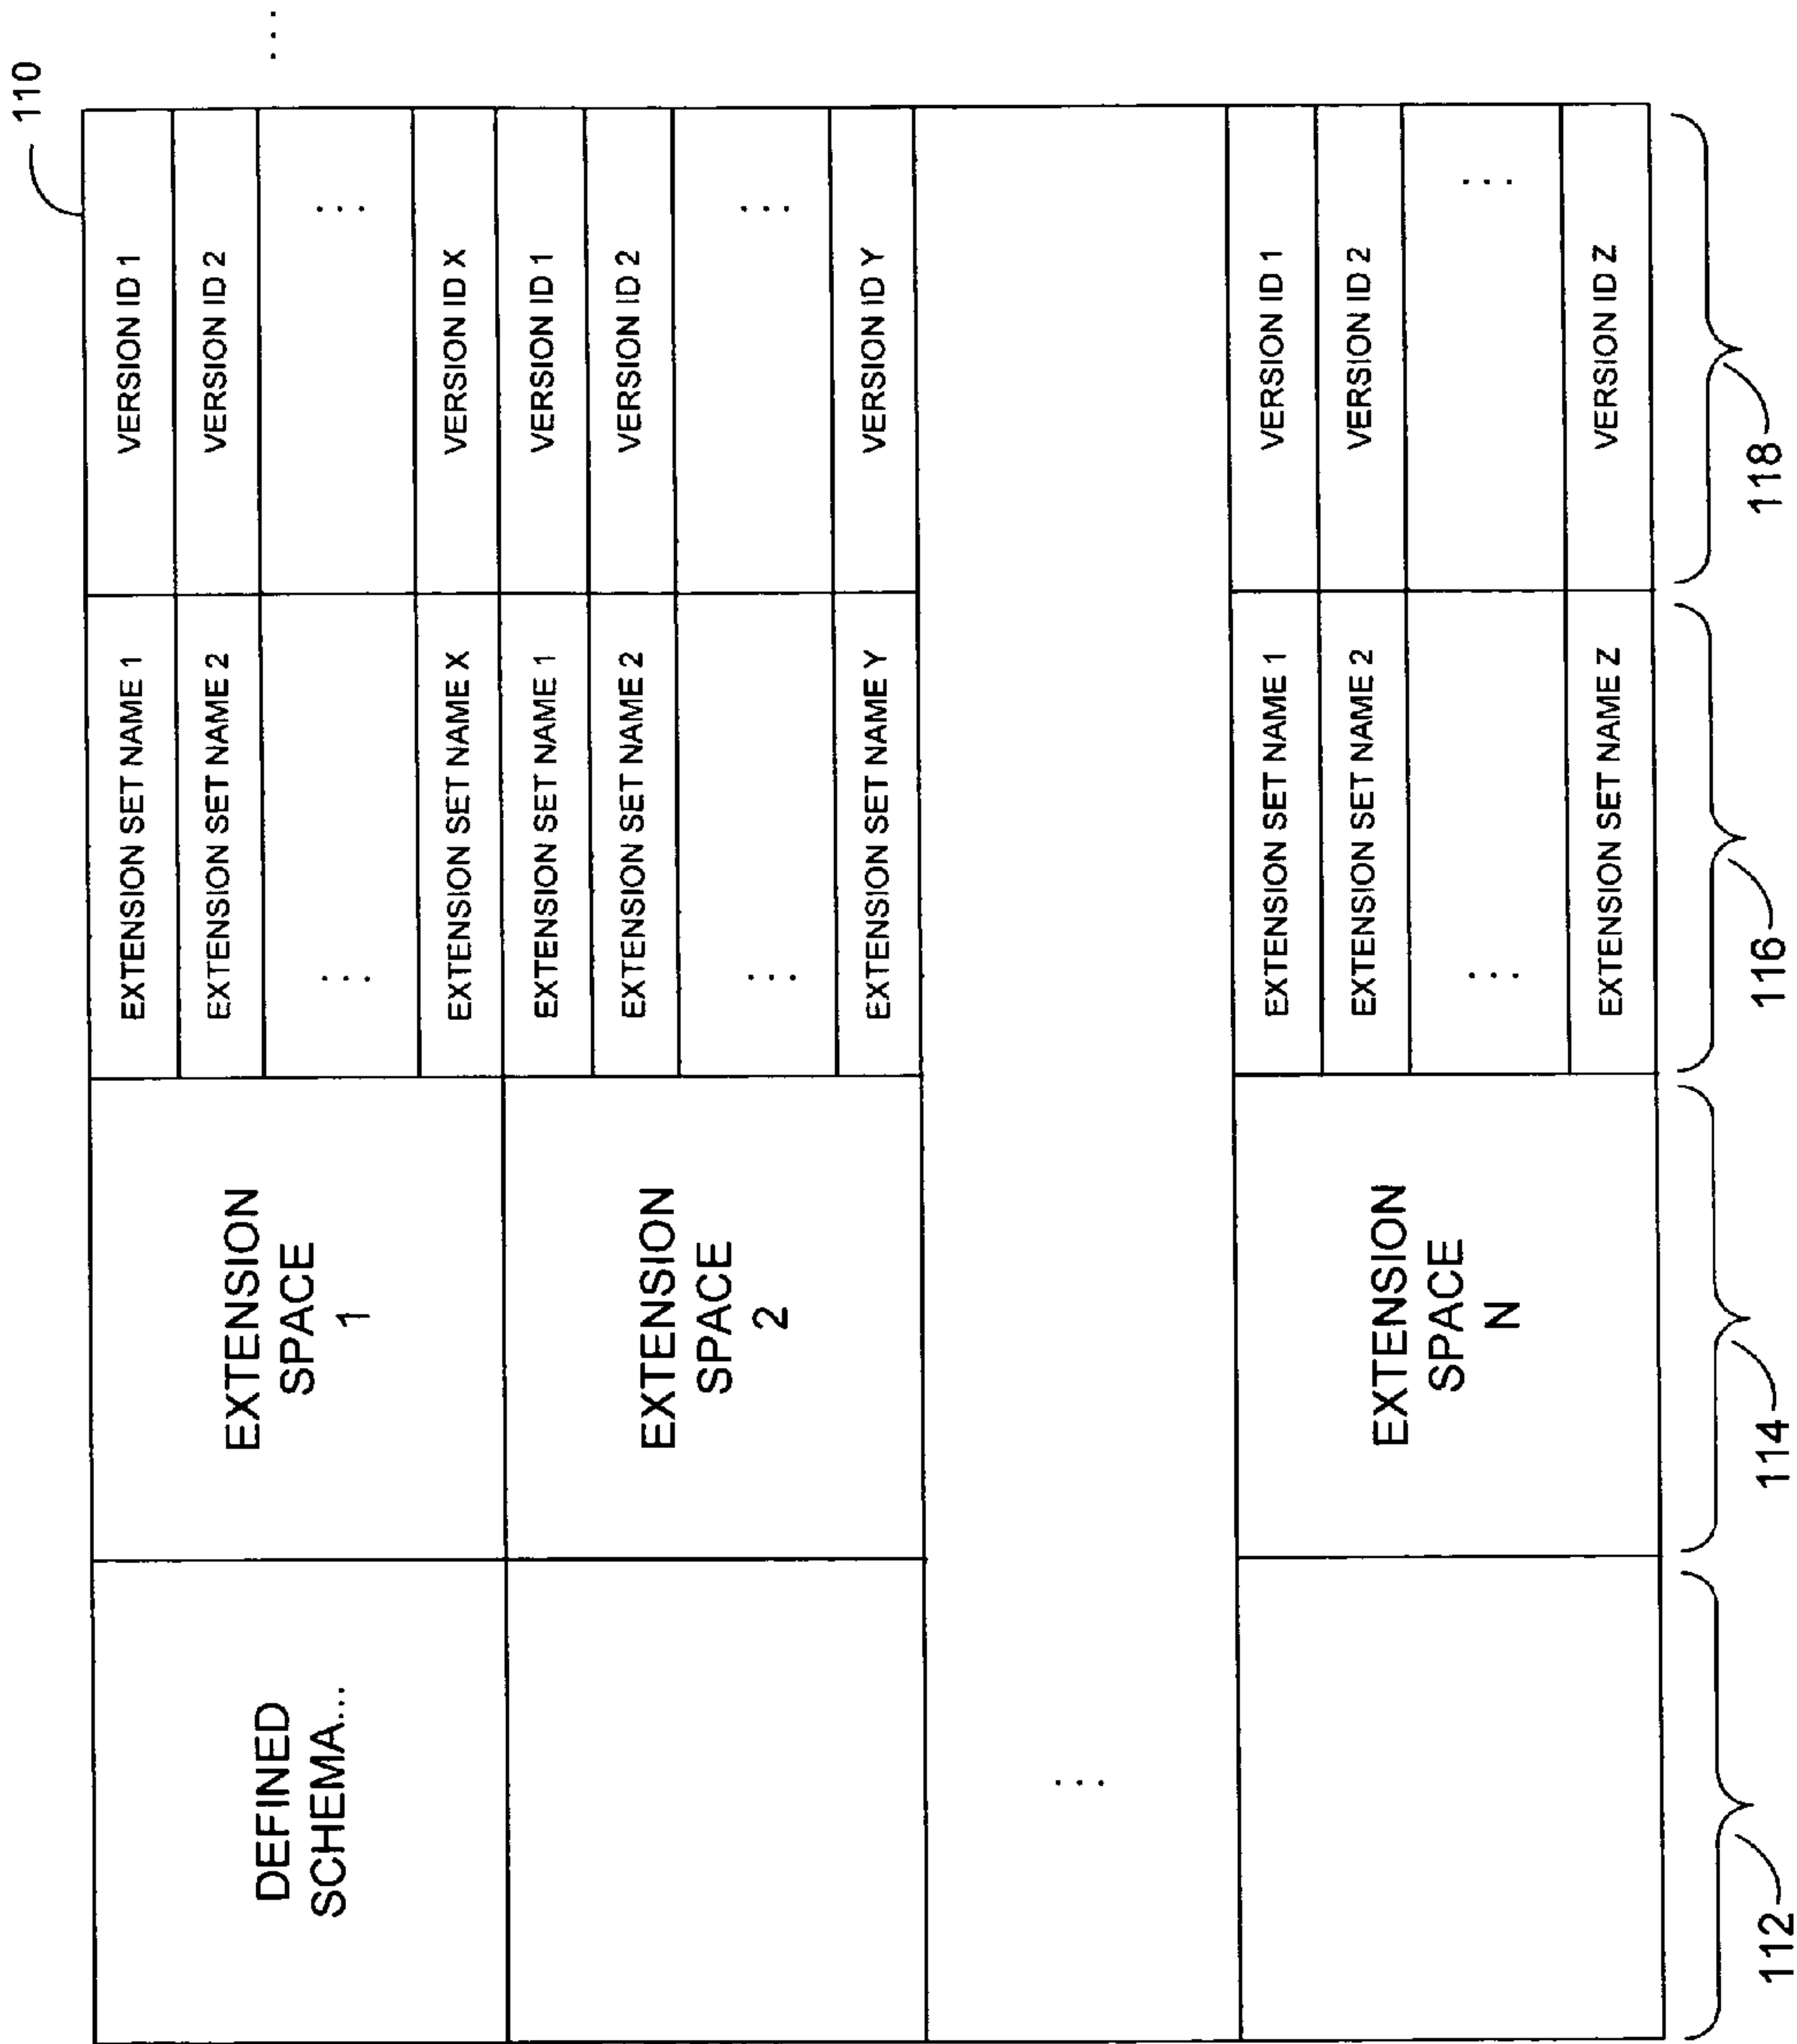 110
...
DEFINED
SCHEMA...
EXTENSION
SPACE
1
EXTENSION SET NAME 1
VERSION ID 1
EXTENSION SET NAME 2
VERSION ID 2
...
...
EXTENSION SET NAME X
VERSION ID X
EXTENSION
SPACE
2
EXTENSION SET NAME 1
VERSION ID 1
EXTENSION SET NAME 2
VERSION ID 2
...
...
EXTENSION SET NAME Y
VERSION ID Y
...
EXTENSION
SPACE
N
EXTENSION SET NAME 1
VERSION ID 1
EXTENSION SET NAME 2
VERSION ID 2
...
...
EXTENSION SET NAME Z
VERSION ID Z
112
114
116
118